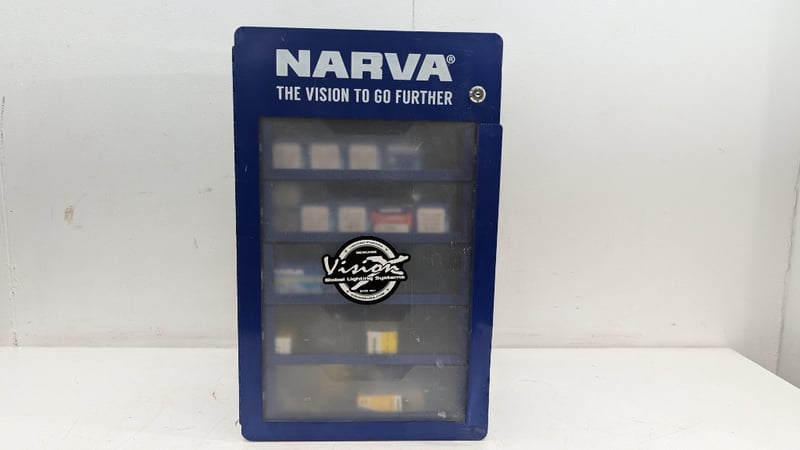 NARVA®
THE VISION TO GO FURTHER
Vision X
Global Lighting Systems